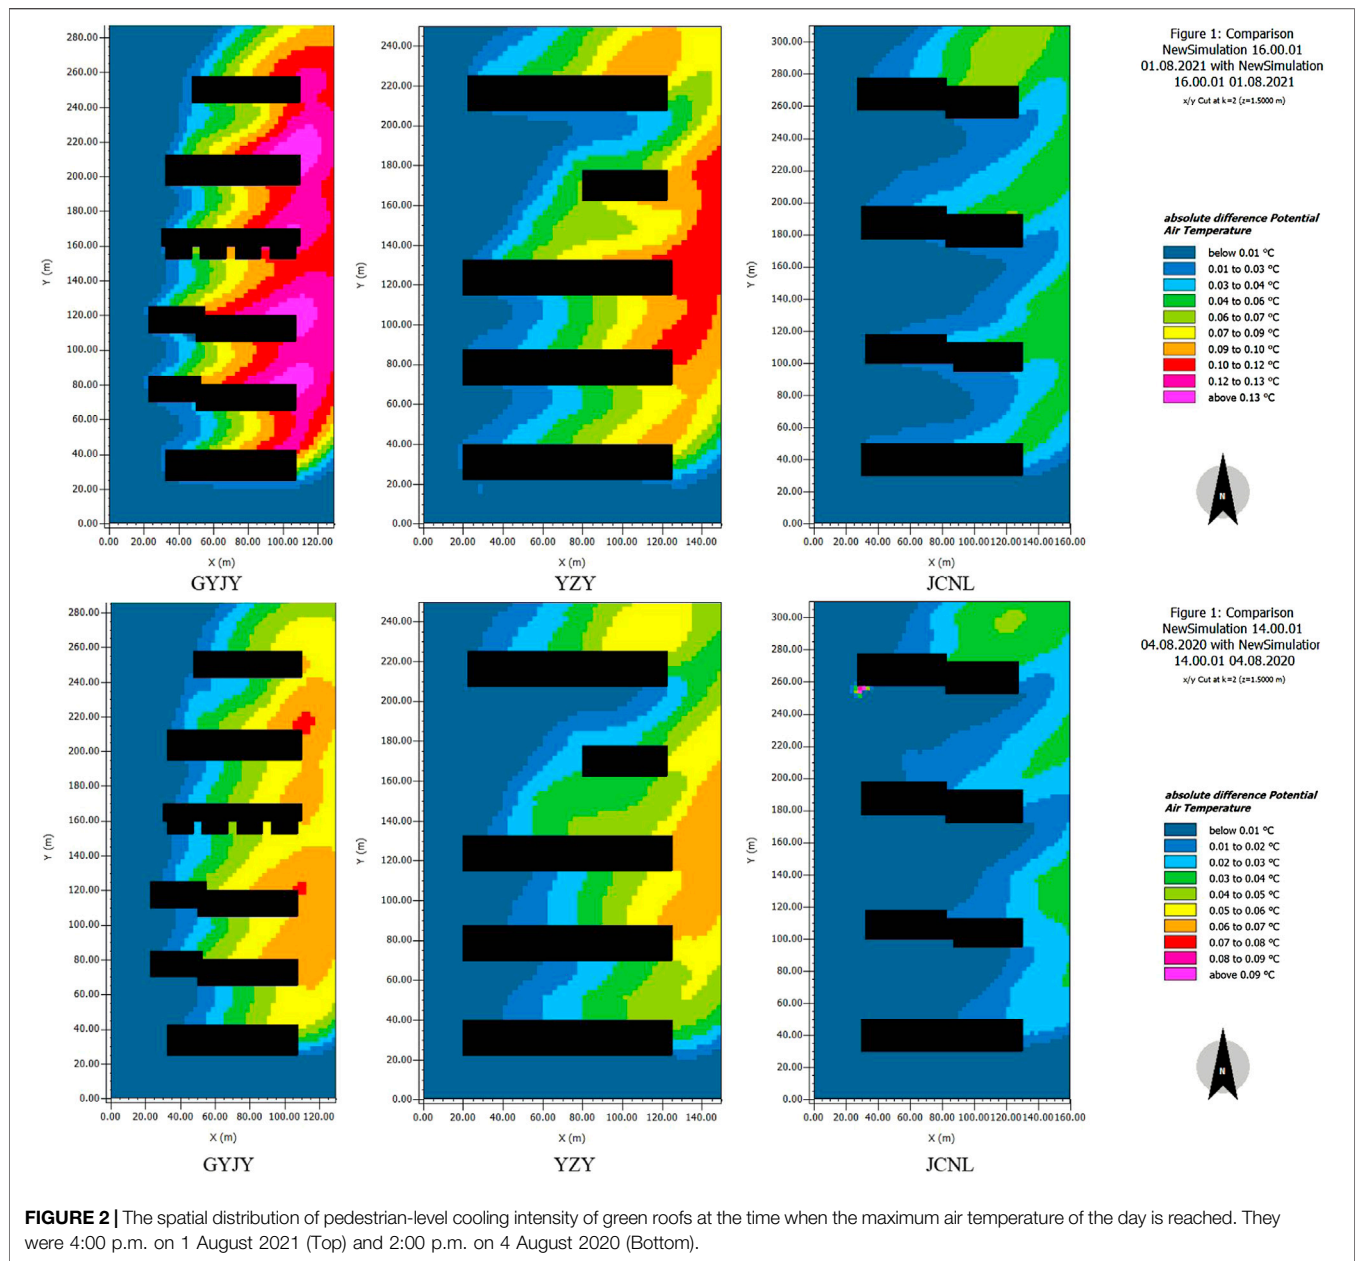 280.00
260.00
240.00
220.00
200.00
180.00
160.00
140.00
120.00
100.00
80.00
60.00
40.00
20.00
0.00
Y (m)
0.00 20.00 40.00 60.00 80.00 100.00 120.00
X (m)
GYJY
240.00
220.00
200.00
180.00
160.00
140.00
120.00
100.00
80.00
60.00
40.00
20.00
0.00
Y (m)
0.00 20.00 40.00 60.00 80.00 100.00 120.00 140.00
X (m)
YZY
300.00
280.00
260.00
240.00
220.00
200.00
180.00
160.00
140.00
120.00
100.00
80.00
60.00
40.00
20.00
0.00
Y (m)
0.00 20.00 40.00 60.00 80.00 100.00 120.00 140.00 160.00
X (m)
JCNL
Figure 1: Comparison
NewSimulation 16.00.01
01.08.2021 with NewSimulation
16.00.01 01.08.2021
x/y Cut at k=2 (z=1.5000 m)
absolute difference Potential
Air Temperature
below 0.01 °C
0.01 to 0.03 °C
0.03 to 0.04 °C
0.04 to 0.06 °C
0.06 to 0.07 °C
0.07 to 0.09 °C
0.09 to 0.10 °C
0.10 to 0.12 °C
0.12 to 0.13 °C
above 0.13 °C
N
280.00
260.00
240.00
220.00
200.00
180.00
160.00
140.00
120.00
100.00
80.00
60.00
40.00
20.00
0.00
Y (m)
0.00 20.00 40.00 60.00 80.00 100.00 120.00
X (m)
GYJY
240.00
220.00
200.00
180.00
160.00
140.00
120.00
100.00
80.00
60.00
40.00
20.00
0.00
Y (m)
0.00 20.00 40.00 60.00 80.00 100.00 120.00 140.00
X (m)
YZY
300.00
280.00
260.00
240.00
220.00
200.00
180.00
160.00
140.00
120.00
100.00
80.00
60.00
40.00
20.00
0.00
Y (m)
0.00 20.00 40.00 60.00 80.00 100.00 120.00 140.00 160.00
X (m)
JCNL
Figure 1: Comparison
NewSimulation 14.00.01
04.08.2020 with NewSimulation
14.00.01 04.08.2020
x/y Cut at k=2 (z=1.5000 m)
absolute difference Potential
Air Temperature
below 0.01 °C
0.01 to 0.02 °C
0.02 to 0.03 °C
0.03 to 0.04 °C
0.04 to 0.05 °C
0.05 to 0.06 °C
0.06 to 0.07 °C
0.07 to 0.08 °C
0.08 to 0.09 °C
above 0.09 °C
N
FIGURE 2 | The spatial distribution of pedestrian-level cooling intensity of green roofs at the time when the maximum air temperature of the day is reached. They
were 4:00 p.m. on 1 August 2021 (Top) and 2:00 p.m. on 4 August 2020 (Bottom).